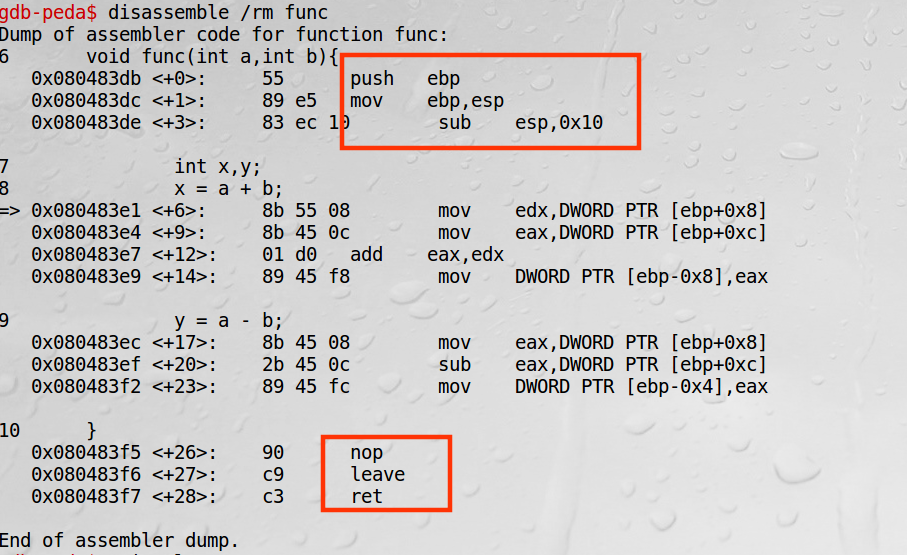 gdb-peda$ disassemble /rm func
Dump of assembler code for function func:
6       void func(int a,int b){
   0x080483db <+0>:     55      push   ebp
   0x080483dc <+1>:     89 e5   mov    ebp,esp
   0x080483de <+3>:     83 ec 10        sub    esp,0x10
7               int x,y;
8               x = a + b;
=> 0x080483e1 <+6>:     8b 55 08        mov    edx,DWORD PTR [ebp+0x8]
   0x080483e4 <+9>:     8b 45 0c        mov    eax,DWORD PTR [ebp+0xc]
   0x080483e7 <+12>:    01 d0   add    eax,edx
   0x080483e9 <+14>:    89 45 f8        mov    DWORD PTR [ebp-0x8],eax
9               y = a - b;
   0x080483ec <+17>:    8b 45 08        mov    eax,DWORD PTR [ebp+0x8]
   0x080483ef <+20>:    2b 45 0c        sub    eax,DWORD PTR [ebp+0xc]
   0x080483f2 <+23>:    89 45 fc        mov    DWORD PTR [ebp-0x4],eax
10      }
   0x080483f5 <+26>:    90      nop
   0x080483f6 <+27>:    c9      leave
   0x080483f7 <+28>:    c3      ret
End of assembler dump.